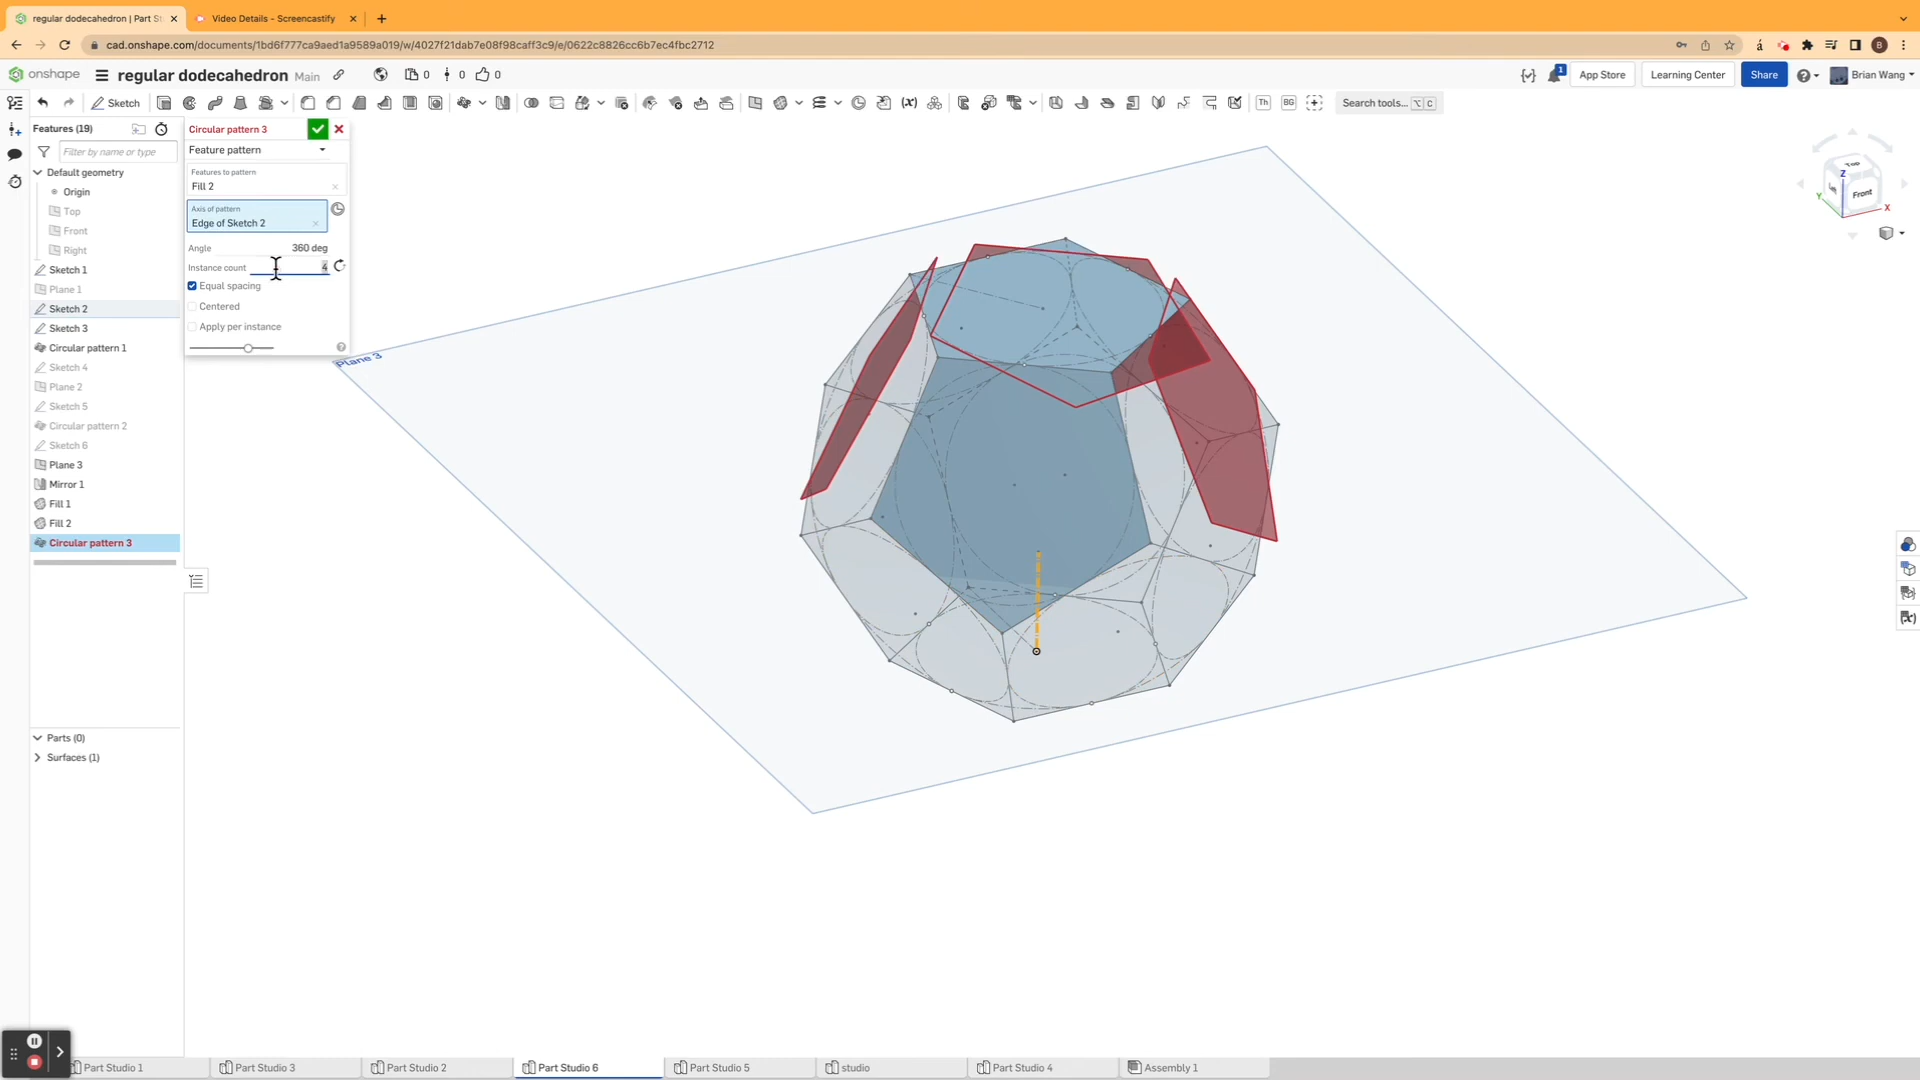 regular dodecahedron | Part St
Video Details - Screencastify
cad.onshape.com/documents/1bd6f777ca9aed1a9589a019/w/4027f21dab7e08f98caff3c9/e/0622c8826cc6b7ec4fbc2712
B
onshape
regular dodecahedron Main
0
0
0
1
App Store
Learning Center
Share
Brian Wang
Sketch
(x)
Th
BG
Search tools... ⌥ C
Features (19)
Filter by name or type
Default geometry
Origin
Top
Front
Right
Sketch 1
Plane 1
Sketch 2
Sketch 3
Circular pattern 1
Sketch 4
Plane 2
Sketch 5
Circular pattern 2
Sketch 6
Plane 3
Mirror 1
Fill 1
Fill 2
Circular pattern 3
Parts (0)
Surfaces (1)
Circular pattern 3
Feature pattern
Features to pattern
Fill 2
Axis of pattern
Edge of Sketch 2
Angle 360 deg
Instance count 4
Equal spacing
Centered
Apply per instance
Plane 3
Top
Z
Front
Y
X
(x)
Part Studio 1
Part Studio 3
Part Studio 2
Part Studio 6
Part Studio 5
studio
Part Studio 4
Assembly 1